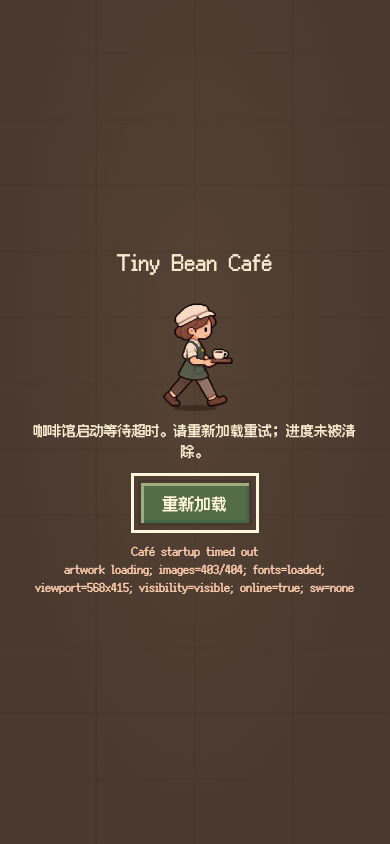 Tiny Bean Café
咖啡馆启动等待超时。请重新加载重试；进度未被清
除。
重新加载
Café startup timed out
artwork loading; images=403/404; fonts=loaded;
viewport=568x415; visibility=visible; online=true; sw=none